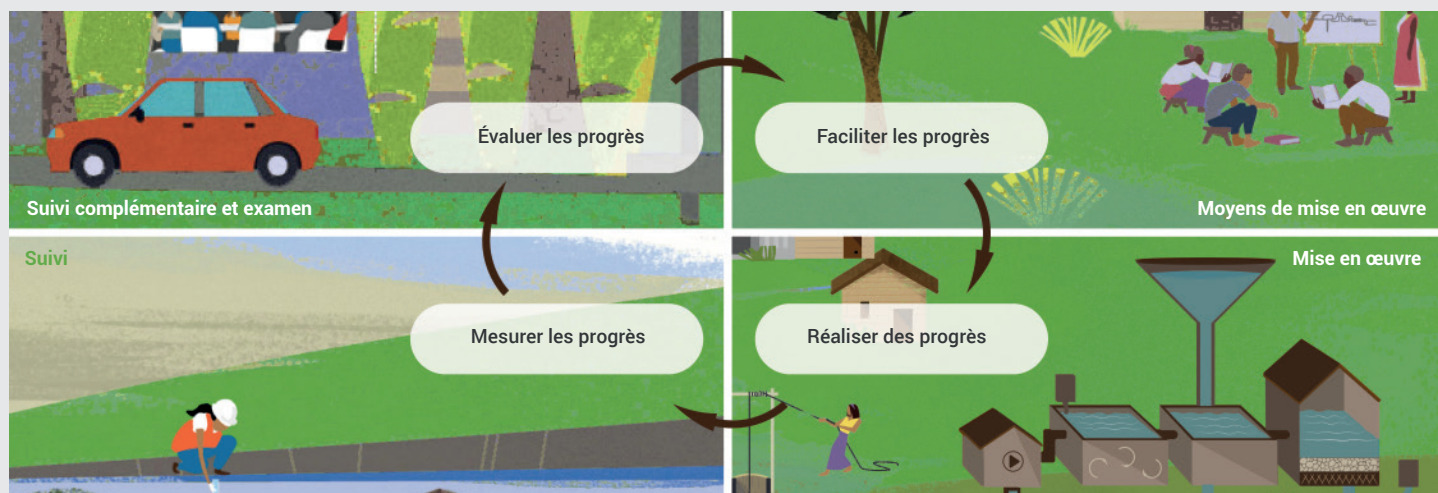 Évaluer les progrès
Faciliter les progrès
Suivi complémentaire et examen
Moyens de mise en œuvre
Suivi
Mise en œuvre
Mesurer les progrès
Réaliser des progrès